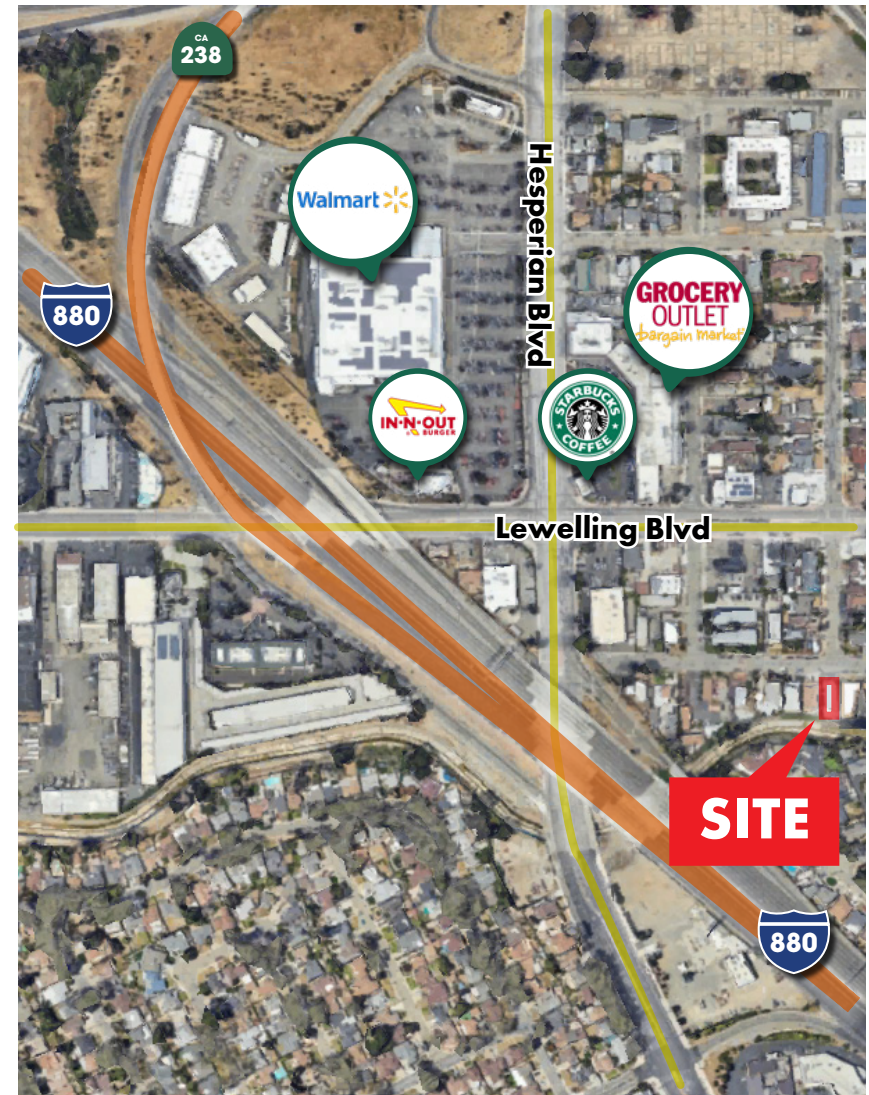 CA
238
Walmart
Hesperian Blvd
GROCERY
OUTLET
bargain market
880
IN-N-OUT
BURGER
STARBUCKS
COFFEE
Lewelling Blvd
SITE
880